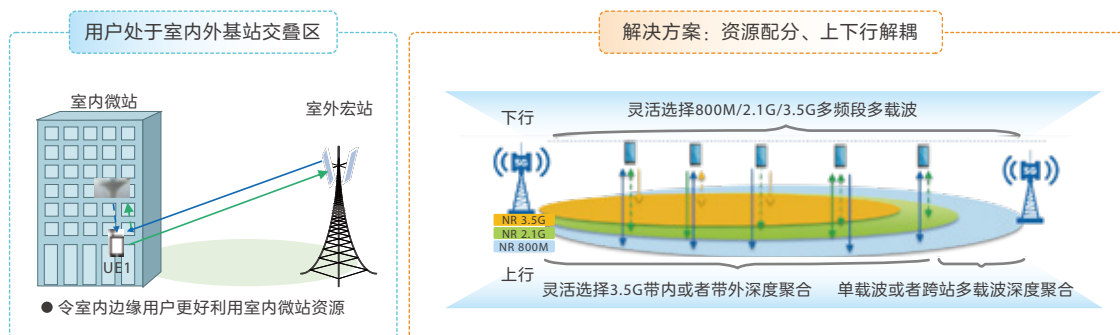 用户处于室内外基站交叠区
室内微站
室外宏站
UE1
● 令室内边缘用户更好利用室内微站资源
解决方案：资源配分、上下行解耦
下行
灵活选择800M/2.1G/3.5G多频段多载波
5G
5G
NR 3.5G
NR 2.1G
NR 800M
上行
灵活选择3.5G带内或者带外深度聚合
单载波或者跨站多载波深度聚合